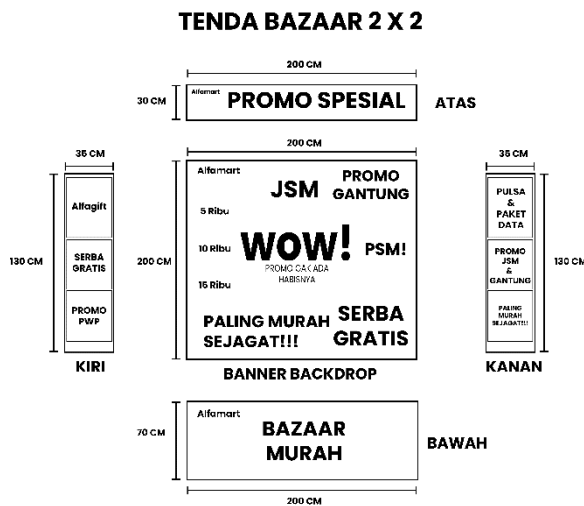 TENDA BAZAAR 2 X 2
200 CM
30 CM
Alfamart
PROMO SPESIAL
ATAS
35 CM
200 CM
35 CM
130 CM
Alfagift
SERBA
GRATIS
PROMO
PWP
KIRI
200 CM
Alfamart
JSM
PROMO
GANTUNG
5 Ribu
10 Ribu
WOW!
PSM!
PROMO GAK ADA
HABISNYA
15 Ribu
PALING MURAH
SEJAGAT!!!
SERBA
GRATIS
BANNER BACKDROP
PULSA
&
PAKET
DATA
PROMO
JSM
&
GANTUNG
PALING
MURAH
SEJAGAT!!!
130 CM
KANAN
70 CM
Alfamart
BAZAAR
MURAH
BAWAH
200 CM